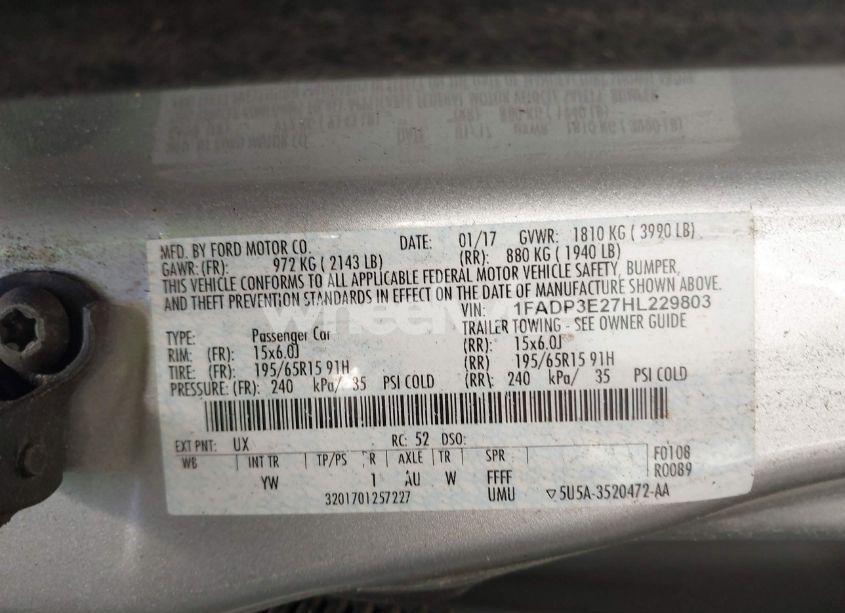 MFD. BY FORD MOTOR CO. DATE: 01/17 GVWR: 1810 KG ( 3990 LB)
GAWR: (FR): 972 KG ( 2143 LB) (RR): 880 KG ( 1940 LB)
THIS VEHICLE CONFORMS TO ALL APPLICABLE FEDERAL MOTOR VEHICLE SAFETY, BUMPER,
AND THEFT PREVENTION STANDARDS IN EFFECT ON THE DATE OF MANUFACTURE SHOWN ABOVE.
VIN: 1FADP3E27HL229803
TYPE: Passenger Car TRAILER TOWING - SEE OWNER GUIDE
RIM: (FR): 15x6.0J (RR) 15x6.0J
TIRE: (FR): 195/65R15 91H (RR) 195/65R15 91H
PRESSURE: (FR): 240 kPa/ 35 PSI COLD (RR): 240 kPa/ 35 PSI COLD
EXT PNT: UX RC: 52 DSO:
WB INT TR TP/PS R AXLE TR SPR F0108
YW 1 AU W FFFF R0089
3201701257227 UMU ▽5U5A-3520472-AA